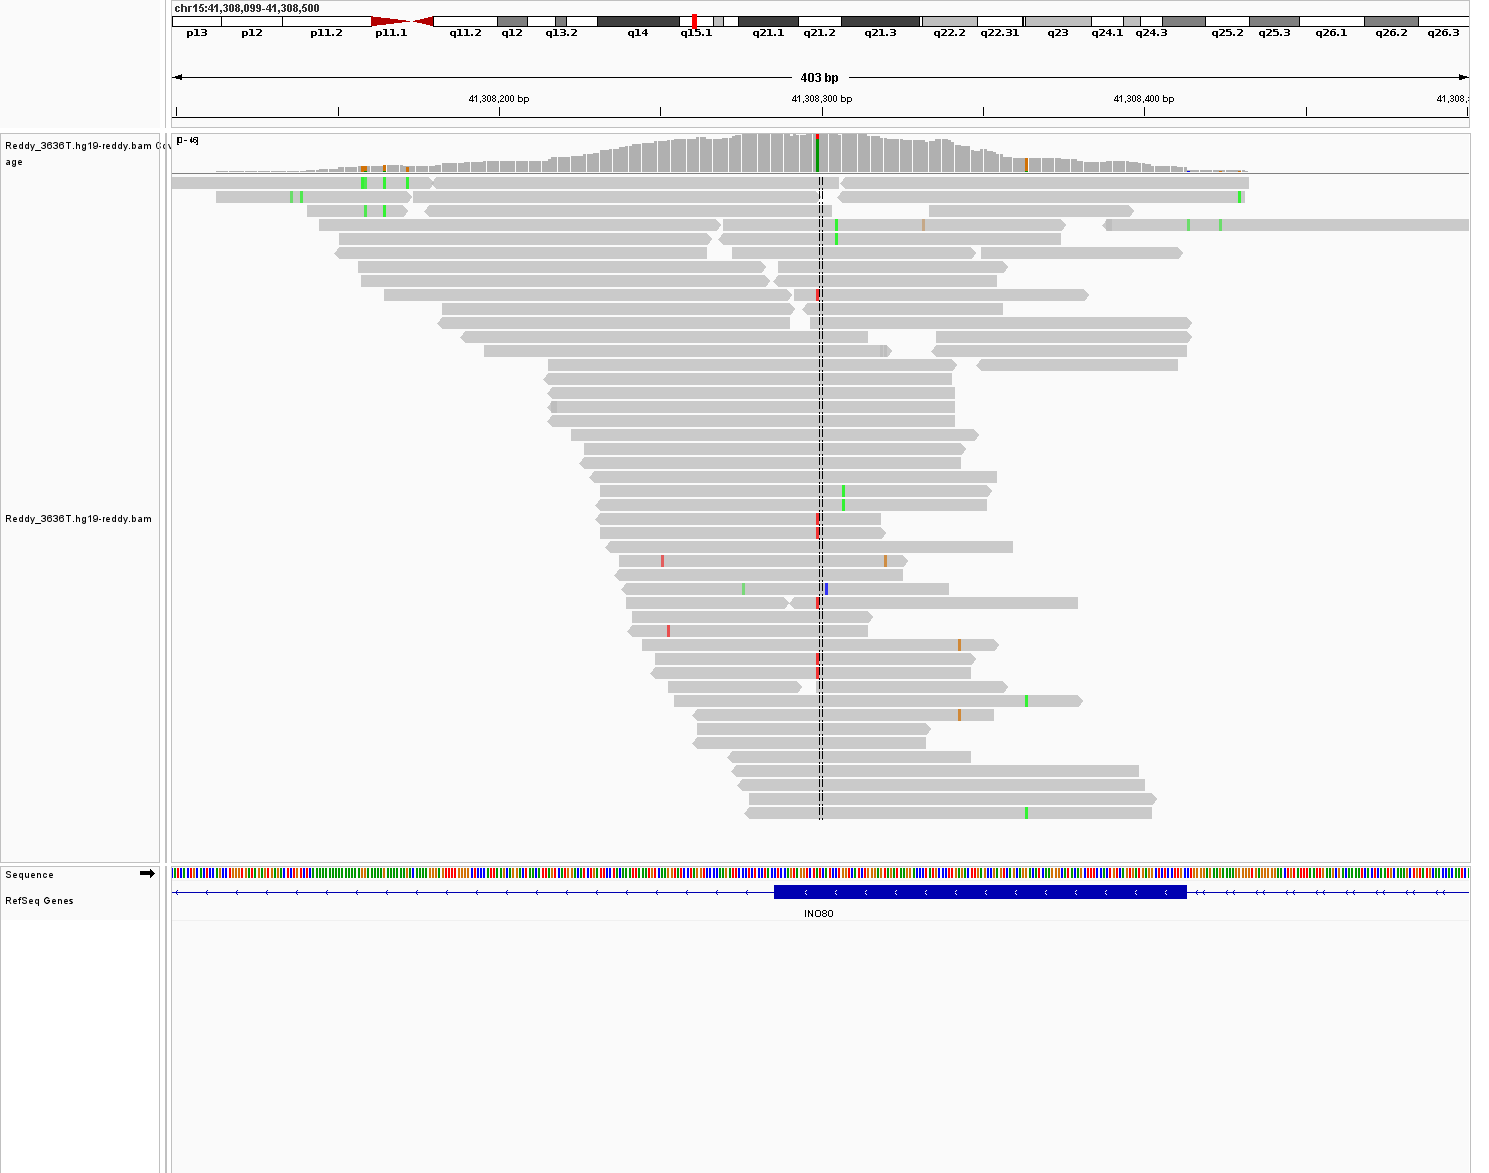 chr15:41,308,099-41,308,500
p13 p12 p11.2 p11.1 q11.2 q12 q13.2 q14 q15.1 q21.1 q21.2 q21.3 q22.2 q22.31 q23 q24.1 q24.3 q25.2 q25.3 q26.1 q26.2 q26.3
403 bp
41,308,200 bp 41,308,300 bp 41,308,400 bp 41,308,
Reddy_3636T.hg19-reddy.bam Cov
age
Reddy_3636T.hg19-reddy.bam
Sequence
RefSeq Genes
INO80